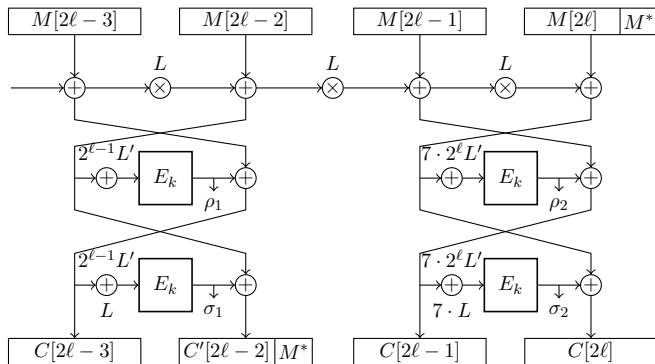 M[2ℓ − 3] M[2ℓ − 2] M[2ℓ − 1] M[2ℓ] M*
L L L
2^{ℓ−1}L′ 7 · 2^ℓL′
E_k E_k
ρ₁ ρ₂
2^{ℓ−1}L′ 7 · 2^ℓL′
E_k E_k
L σ₁ 7 · L σ₂
C[2ℓ − 3] C′[2ℓ − 2] M* C[2ℓ − 1] C[2ℓ]